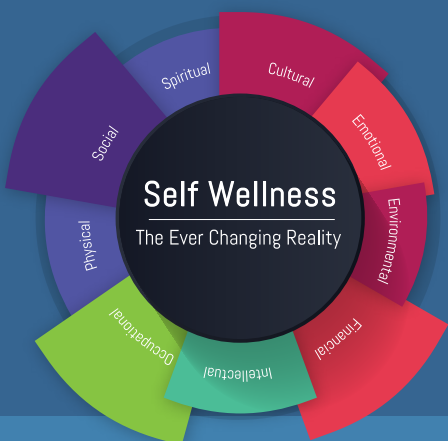 Self Wellness
The Ever Changing Reality
Spiritual
Cultural
Emotional
Environmental
Financial
Intellectual
Occupational
Physical
Social